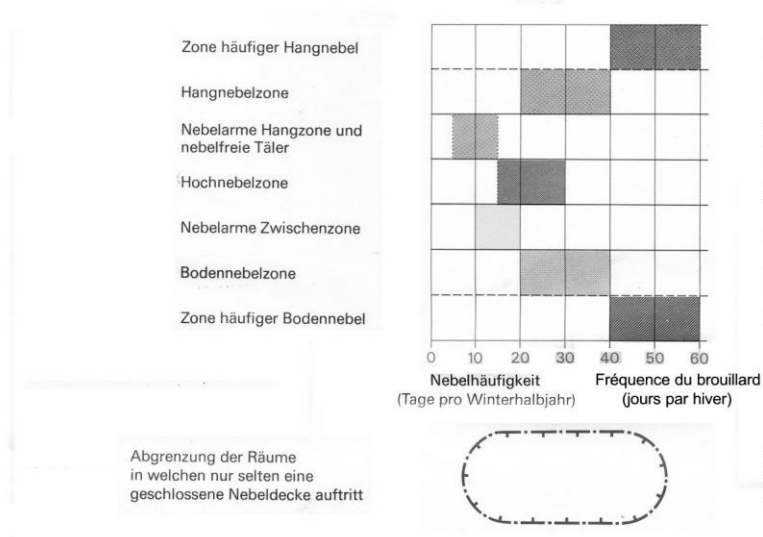 Zone häufiger Hangnebel
Hangnebelzone
Nebelarme Hangzone und
nebelfreie Täler
Hochnebelzone
Nebelarme Zwischenzone
Bodennebelzone
Zone häufiger Bodennebel
0 10 20 30 40 50 60
Nebelhäufigkeit
(Tage pro Winterhalbjahr)
Fréquence du brouillard
(jours par hiver)
Abgrenzung der Räume
in welchen nur selten eine
geschlossene Nebeldecke auftritt